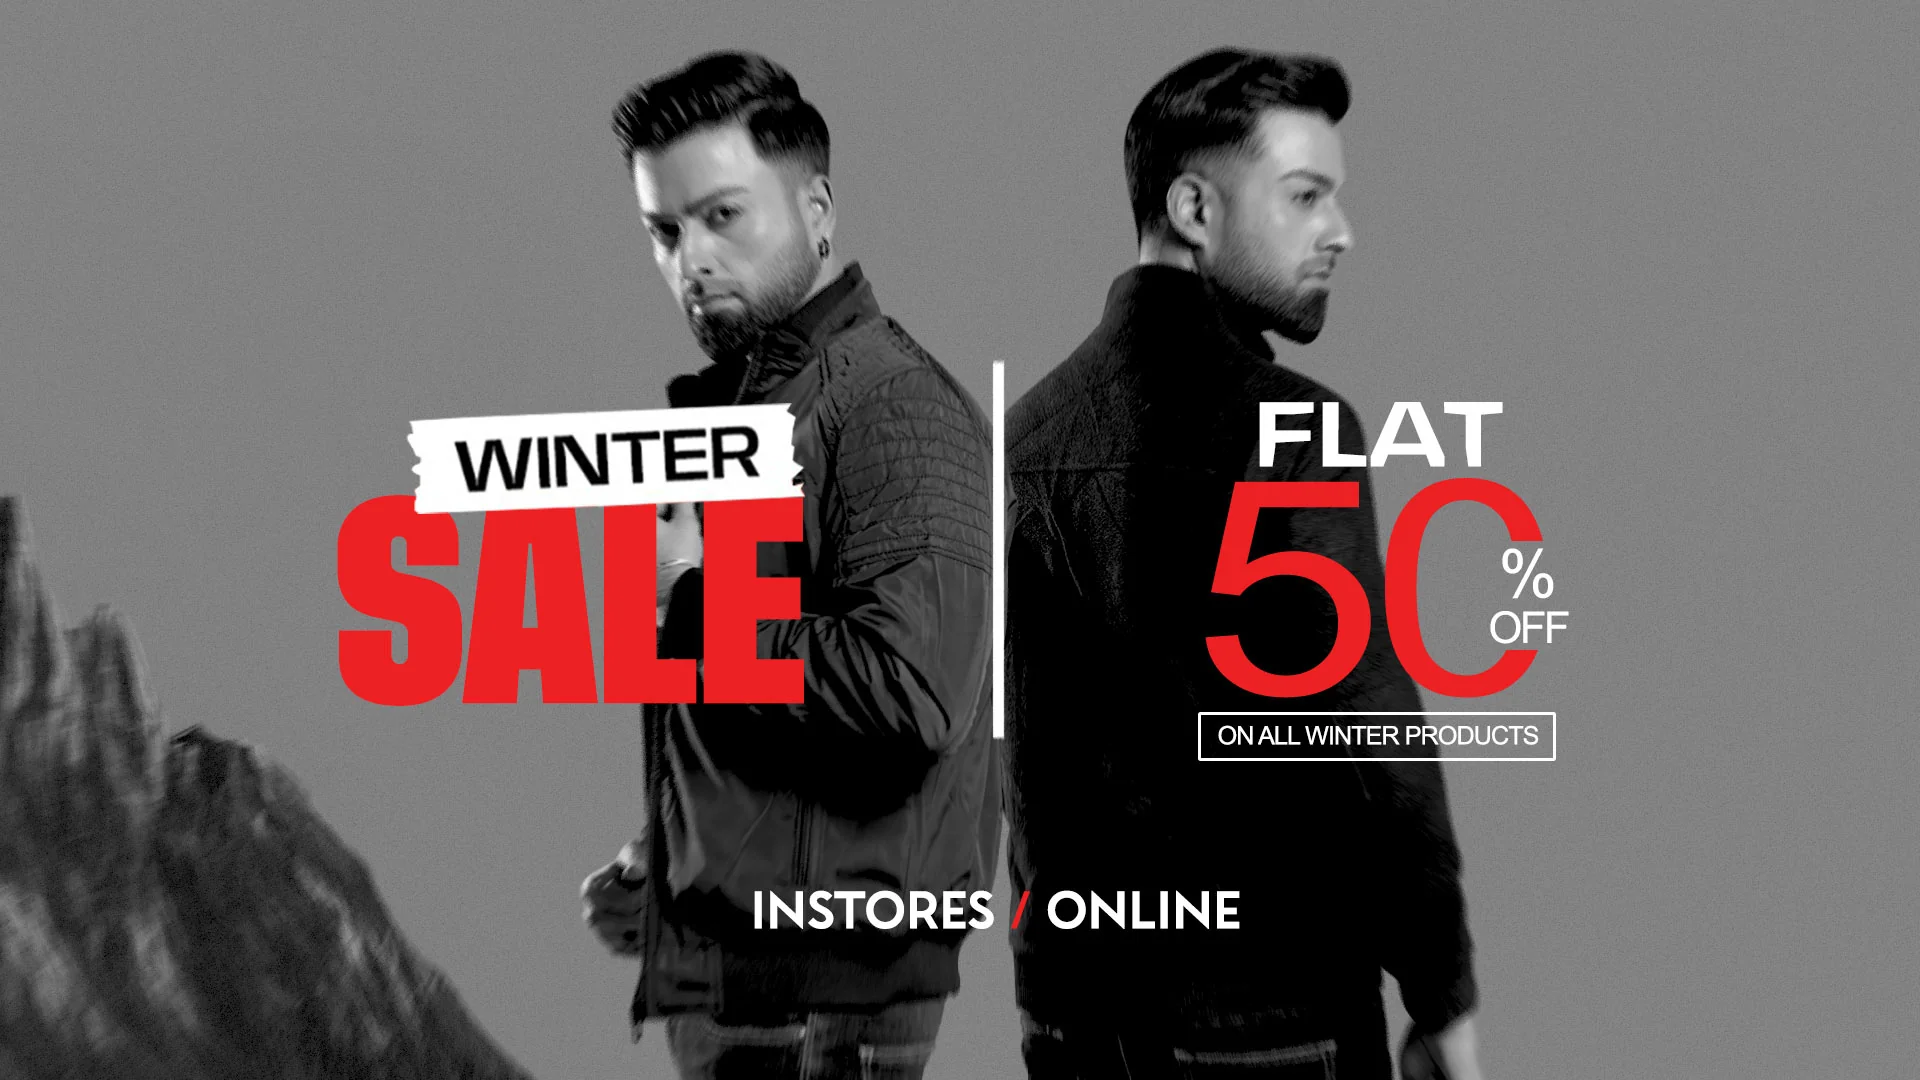 WINTER
SALE
FLAT
50
%
OFF
ON ALL WINTER PRODUCTS
INSTORES / ONLINE